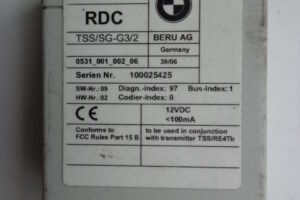 RDC
TSS/SG-G3/2
BERU AG
Germany
0531_001_002_06
39/06
Serien Nr. 100025425
SW-Nr.: 09 Diagn.-Index: 97 Bus-Index:1
HW-Nr.: 02 Codier-Index: 0
CE
12VDC
<100mA
Conforms to
FCC Rules Part 15 B
to be used in conjunction
with transmitter TSS/RE4Tb